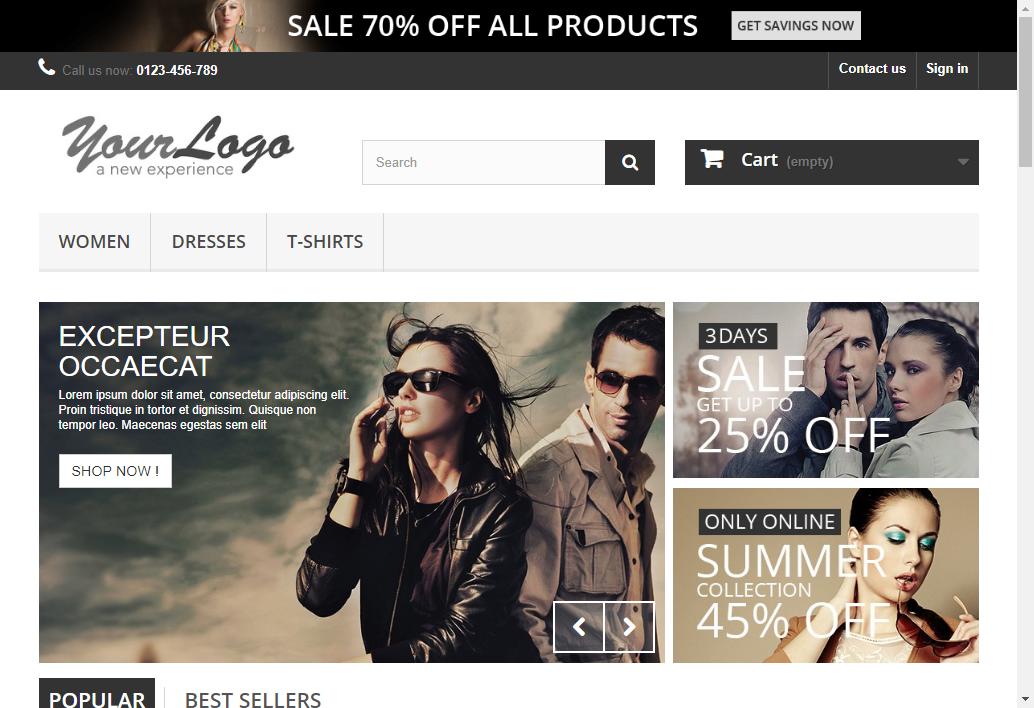 SALE 70% OFF ALL PRODUCTS
GET SAVINGS NOW
Call us now: 0123-456-789
Contact us
Sign in
YourLogo
a new experience
Search
Cart (empty)
WOMEN
DRESSES
T-SHIRTS
EXCEPTEUR
OCCAECAT
Lorem ipsum dolor sit amet, consectetur adipiscing elit.
Proin tristique in tortor et dignissim. Quisque non
tempor leo. Maecenas egestas sem elit
SHOP NOW !
3 DAYS
SALE
GET UP TO
25% OFF
ONLY ONLINE
SUMMER
COLLECTION
45% OFF
POPULAR
BEST SELLERS